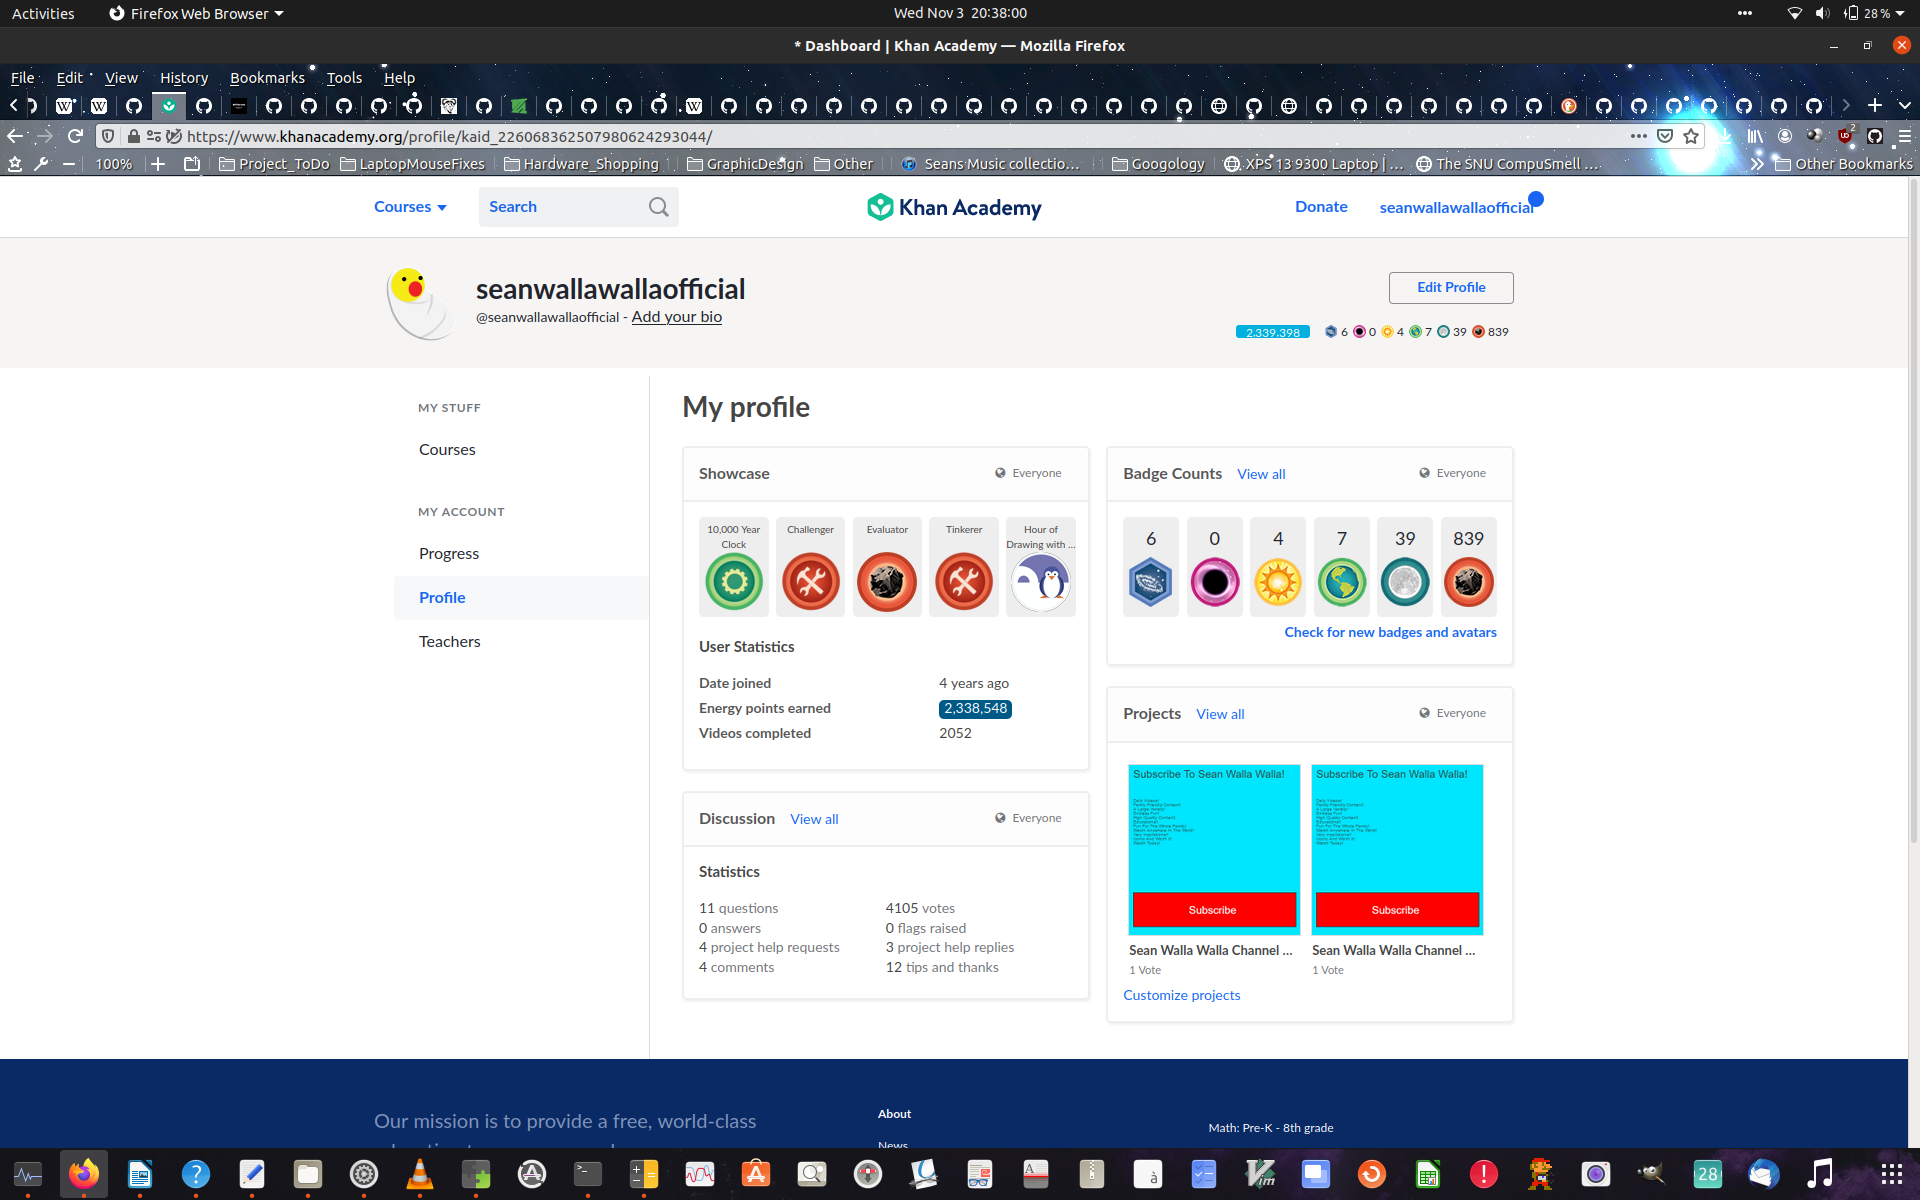 Activities
Firefox Web Browser
Wed Nov 3 20:38:00
28 %
* Dashboard | Khan Academy — Mozilla Firefox
File Edit View History Bookmarks Tools Help
https://www.khanacademy.org/profile/kaid_226068362507980624293044/
100%
Project_ToDo
LaptopMouseFixes
Hardware_Shopping
GraphicDesign
Other
Seans Music collectio...
Googology
XPS 13 9300 Laptop | ...
The SNU CompuSmell ...
Other Bookmarks
Courses
Search
Khan Academy
Donate
seanwallawallaofficial
seanwallawallaofficial
@seanwallawallaofficial - Add your bio
Edit Profile
2,339,398
6 0 4 7 39 839
MY STUFF
Courses
MY ACCOUNT
Progress
Profile
Teachers
My profile
Showcase
Everyone
10,000 Year Clock
Challenger
Evaluator
Tinkerer
Hour of Drawing with ...
User Statistics
Date joined 4 years ago
Energy points earned 2,338,548
Videos completed 2052
Discussion View all
Everyone
Statistics
11 questions 4105 votes
0 answers 0 flags raised
4 project help requests 3 project help replies
4 comments 12 tips and thanks
Badge Counts View all
Everyone
6 0 4 7 39 839
Check for new badges and avatars
Projects View all
Everyone
Subscribe To Sean Walla Walla!
Subscribe
Sean Walla Walla Channel ...
1 Vote
Subscribe To Sean Walla Walla!
Subscribe
Sean Walla Walla Channel ...
1 Vote
Customize projects
Our mission is to provide a free, world-class
About
News
Math: Pre-K - 8th grade
28